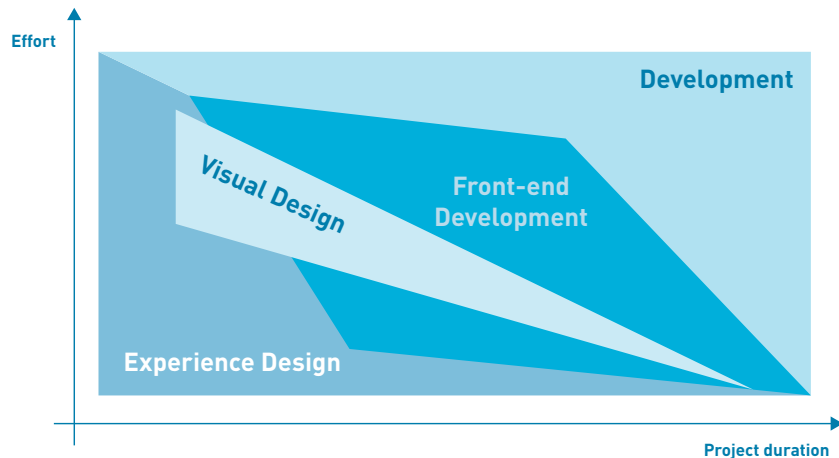 Effort
Development
Visual Design
Front-end
Development
Experience Design
Project duration